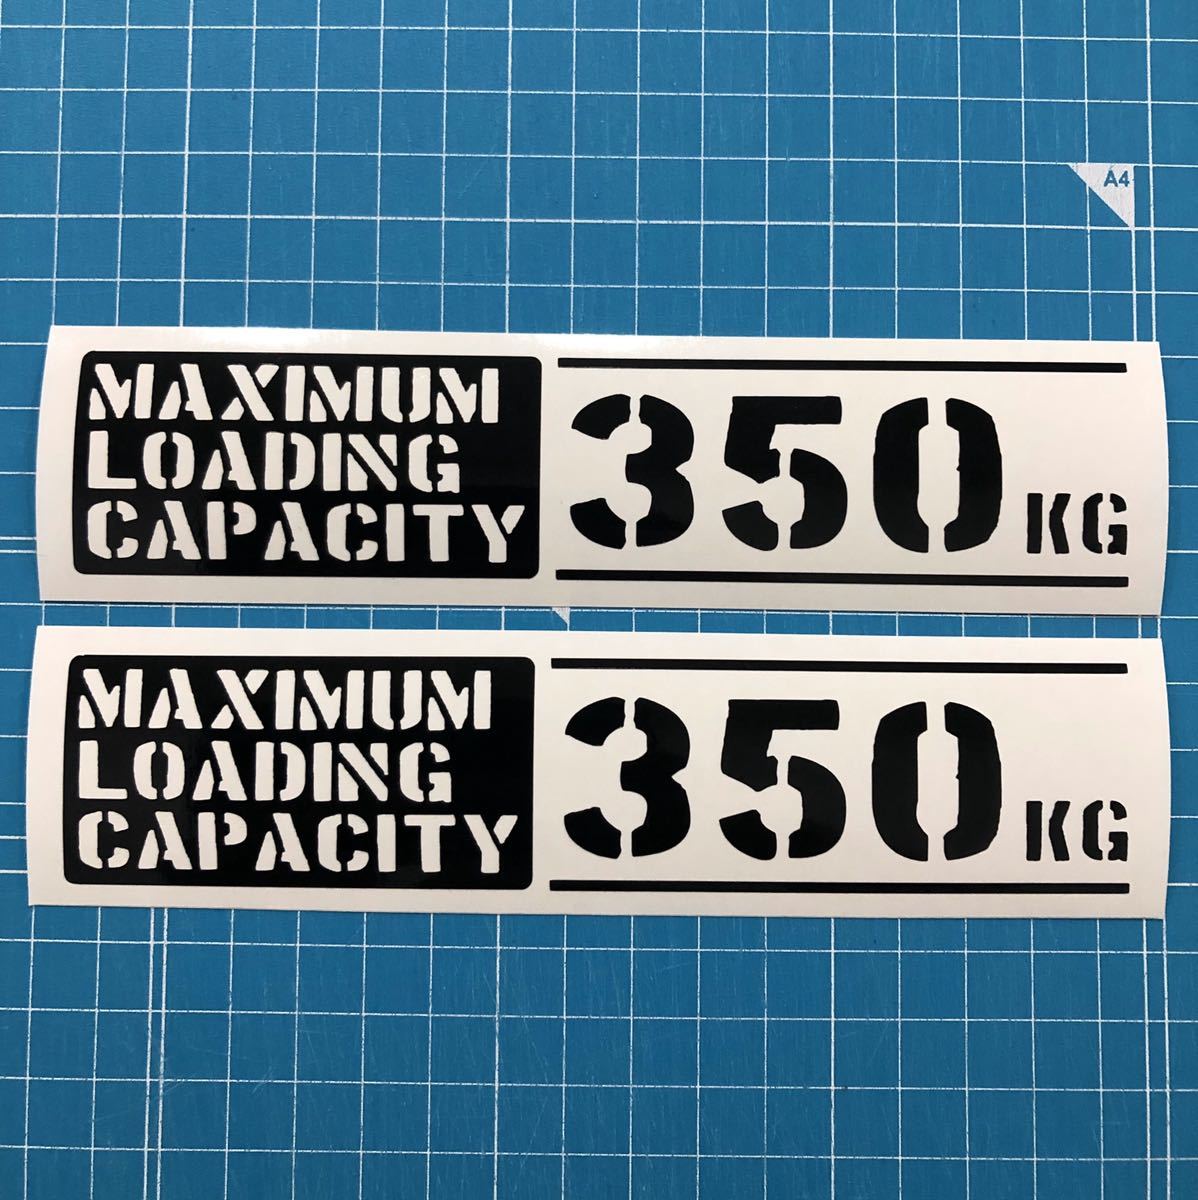 A4
MAXIMUM
LOADING
CAPACITY
350 KG
MAXIMUM
LOADING
CAPACITY
350 KG